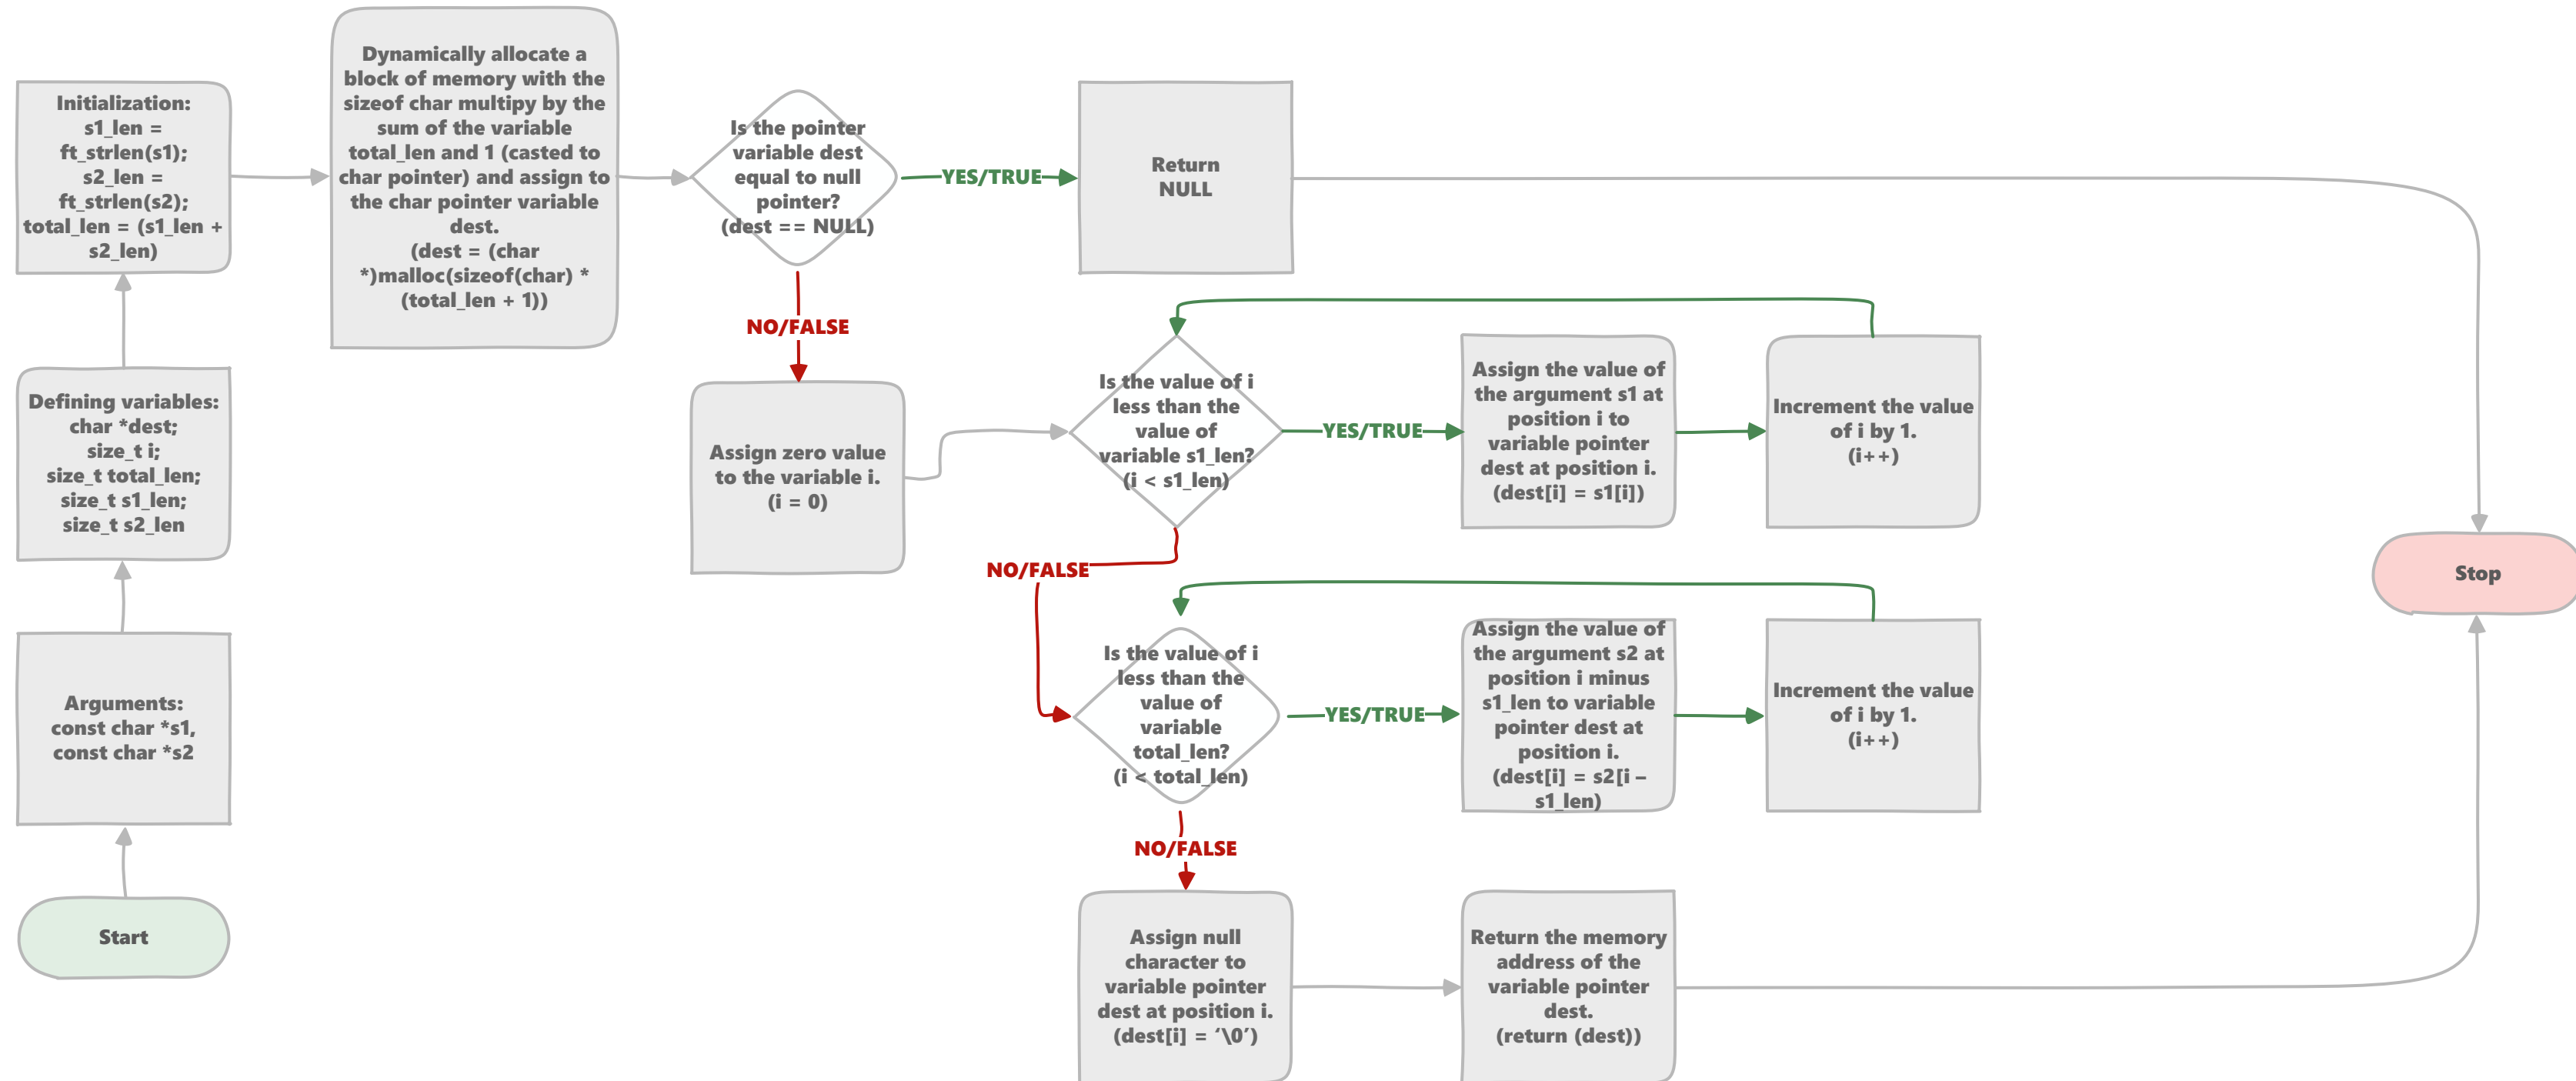 Start
Arguments:
const char *s1,
const char *s2
Defining variables:
char *dest;
size_t i;
size_t total_len;
size_t s1_len;
size_t s2_len
Initialization:
s1_len =
ft_strlen(s1);
s2_len =
ft_strlen(s2);
total_len = (s1_len +
s2_len)
Dynamically allocate a
block of memory with the
sizeof char multipy by the
sum of the variable
total_len and 1 (casted to
char pointer) and assign to
the char pointer variable
dest.
(dest = (char
*)malloc(sizeof(char) *
(total_len + 1))
Is the pointer
variable dest
equal to null
pointer?
(dest == NULL)
YES/TRUE
Return
NULL
NO/FALSE
Assign zero value
to the variable i.
(i = 0)
Is the value of i
less than the
value of
variable s1_len?
(i < s1_len)
YES/TRUE
Assign the value of
the argument s1 at
position i to
variable pointer
dest at position i.
(dest[i] = s1[i])
Increment the value
of i by 1.
(i++)
NO/FALSE
Is the value of i
less than the
value of
variable
total_len?
(i < total_len)
YES/TRUE
Assign the value of
the argument s2 at
position i minus
s1_len to variable
pointer dest at
position i.
(dest[i] = s2[i –
s1_len)
Increment the value
of i by 1.
(i++)
NO/FALSE
Assign null
character to
variable pointer
dest at position i.
(dest[i] = ‘\0’)
Return the memory
address of the
variable pointer
dest.
(return (dest))
Stop